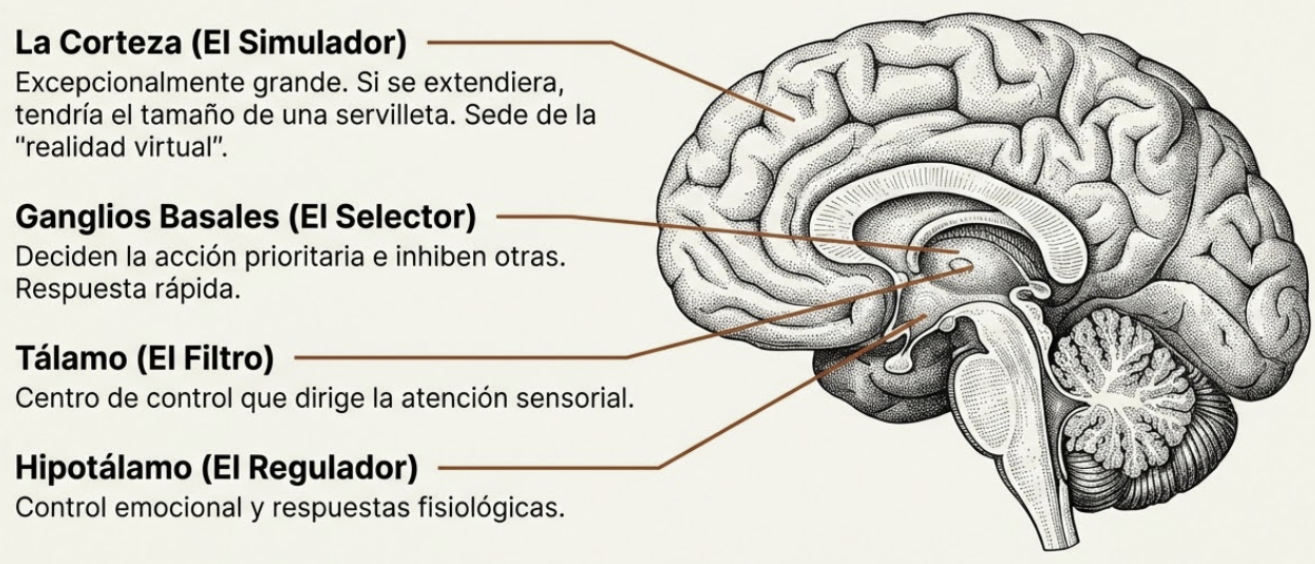 La Corteza (El Simulador)
Excepcionalmente grande. Si se extendiera,
tendría el tamaño de una servilleta. Sede de la
"realidad virtual".
Ganglios Basales (El Selector)
Deciden la acción prioritaria e inhiben otras.
Respuesta rápida.
Tálamo (El Filtro)
Centro de control que dirige la atención sensorial.
Hipotálamo (El Regulador)
Control emocional y respuestas fisiológicas.